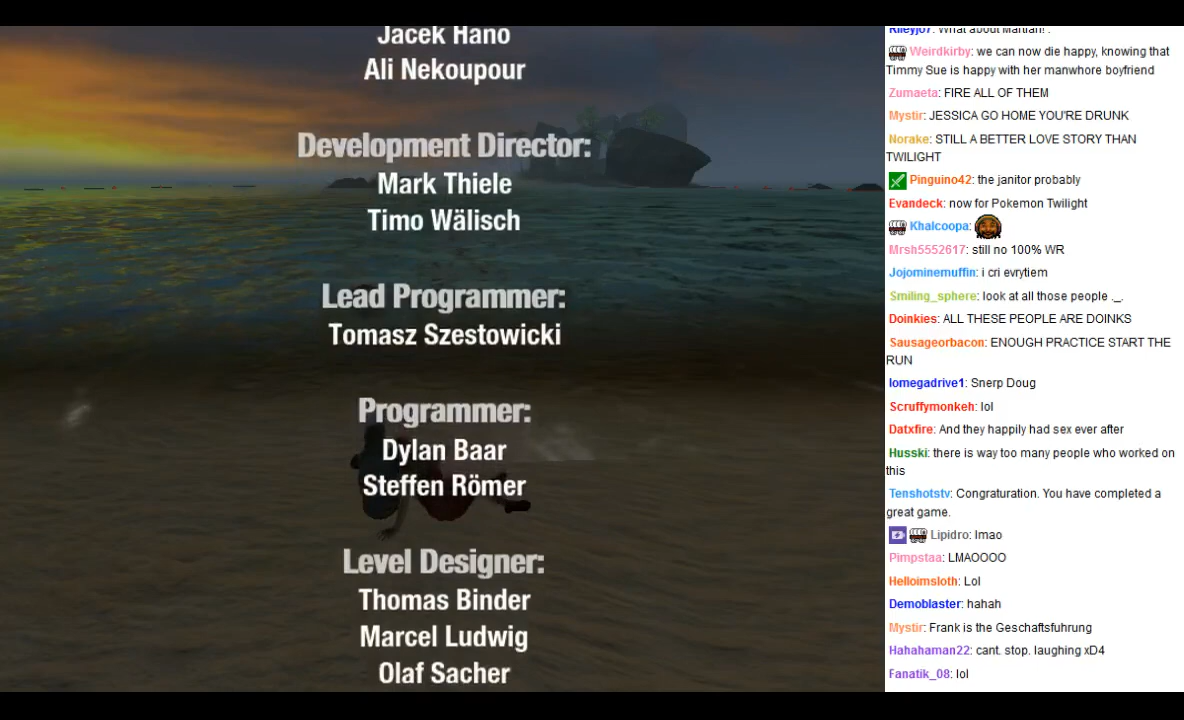 Jacek Hano
Ali Nekoupour
Development Director:
Mark Thiele
Timo Wälisch
Lead Programmer:
Tomasz Szestowicki
Programmer:
Dylan Baar
Steffen Römer
Level Designer:
Thomas Binder
Marcel Ludwig
Olaf Sacher
Rileyjo7: What about Martian! .
Weirdkirby: we can now die happy, knowing that
Timmy Sue is happy with her manwhore boyfriend
Zumaeta: FIRE ALL OF THEM
Mystir: JESSICA GO HOME YOU'RE DRUNK
Norake: STILL A BETTER LOVE STORY THAN
TWILIGHT
Pinguino42: the janitor probably
Evandeck: now for Pokemon Twilight
Khalcoopa:
Mrsh5552617: still no 100% WR
Jojominemuffin: i cri evrytiem
Smiling_sphere: look at all those people ._.
Doinkies: ALL THESE PEOPLE ARE DOINKS
Sausageorbacon: ENOUGH PRACTICE START THE
RUN
Iomegadrive1: Snerp Doug
Scruffymonkeh: lol
Datxfire: And they happily had sex ever after
Husski: there is way too many people who worked on
this
Tenshotstv: Congraturation. You have completed a
great game.
Lipidro: lmao
Pimpstaa: LMAOOOO
Helloimsloth: Lol
Demoblaster: hahah
Mystir: Frank is the Geschaftsfuhrung
Hahahaman22: cant. stop. laughing xD4
Fanatik_08: lol